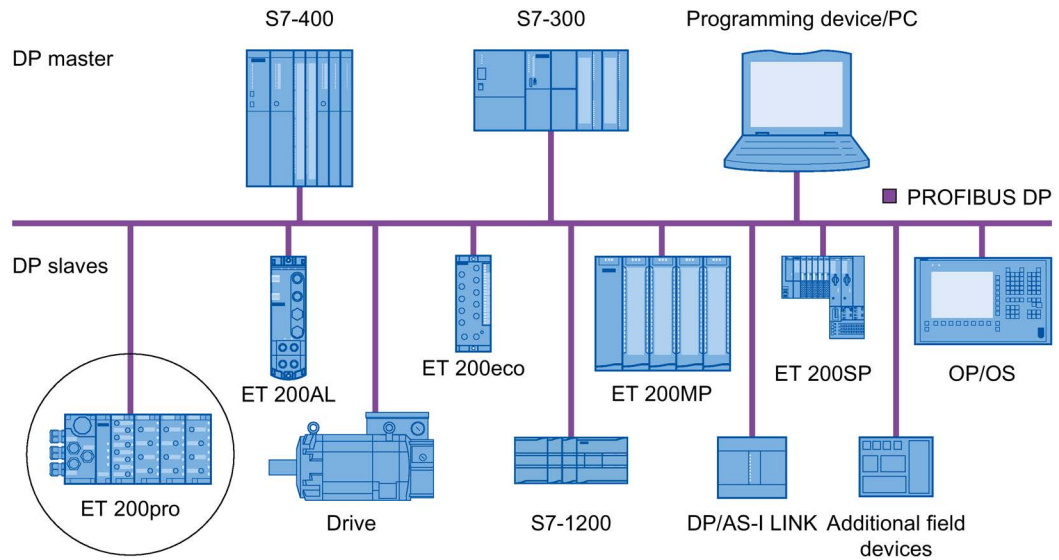 S7-400
S7-300
Programming device/PC
DP master
PROFIBUS DP
DP slaves
ET 200AL
ET 200eco
ET 200MP
ET 200SP
OP/OS
ET 200pro
Drive
S7-1200
DP/AS-I LINK
Additional field
devices